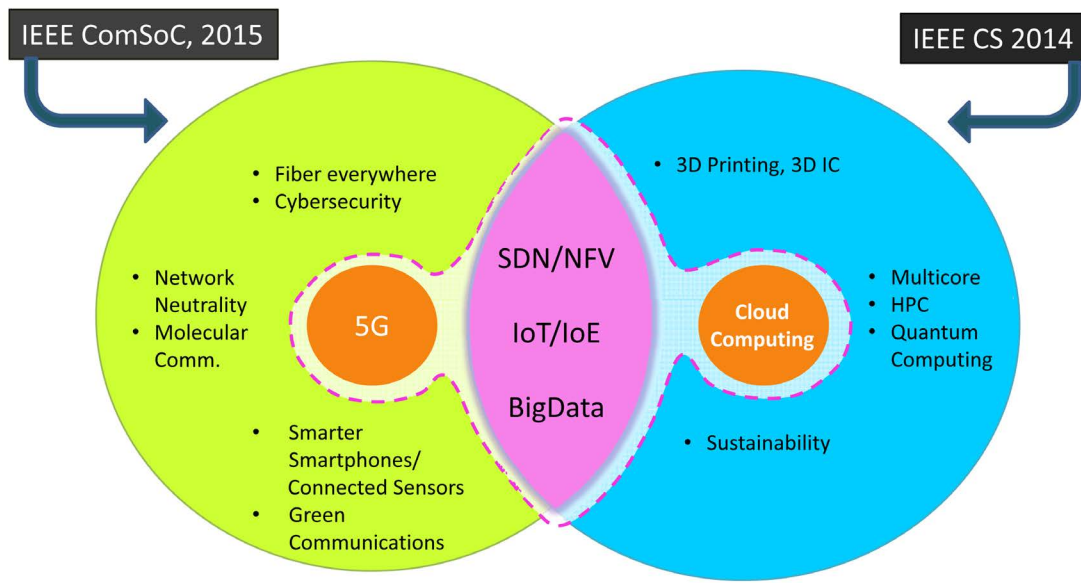 IEEE ComSoC, 2015
IEEE CS 2014
• Fiber everywhere
• Cybersecurity
• Network
Neutrality
• Molecular
Comm.
5G
• Smarter
Smartphones/
Connected Sensors
• Green
Communications
SDN/NFV
IoT/IoE
BigData
• 3D Printing, 3D IC
Cloud
Computing
• Multicore
• HPC
• Quantum
Computing
• Sustainability